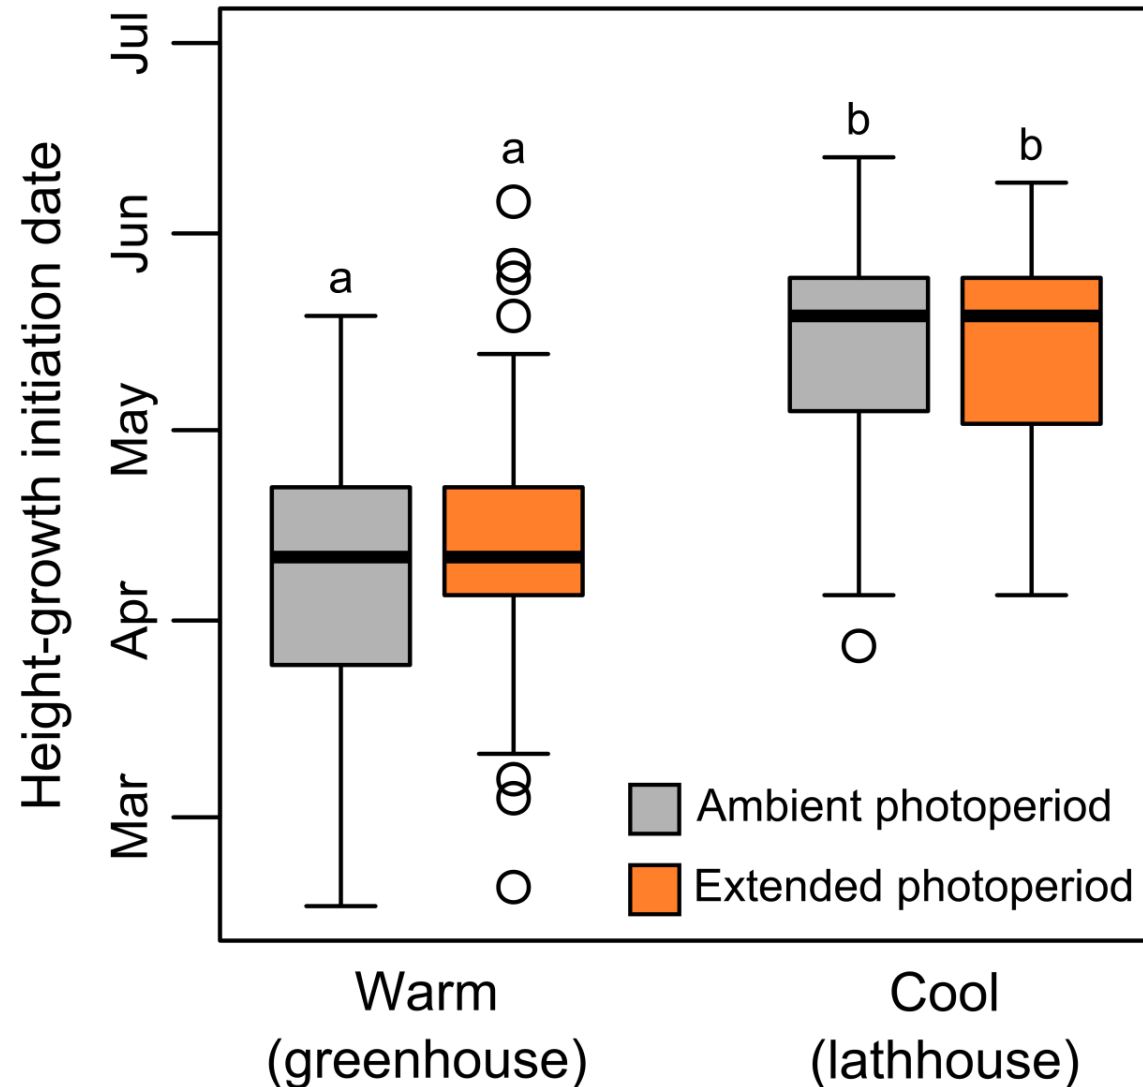 Height-growth initiation date
Jul
Jun
May
Apr
Mar
a
a
b
b
Ambient photoperiod
Extended photoperiod
Warm
(greenhouse)
Cool
(lathhouse)